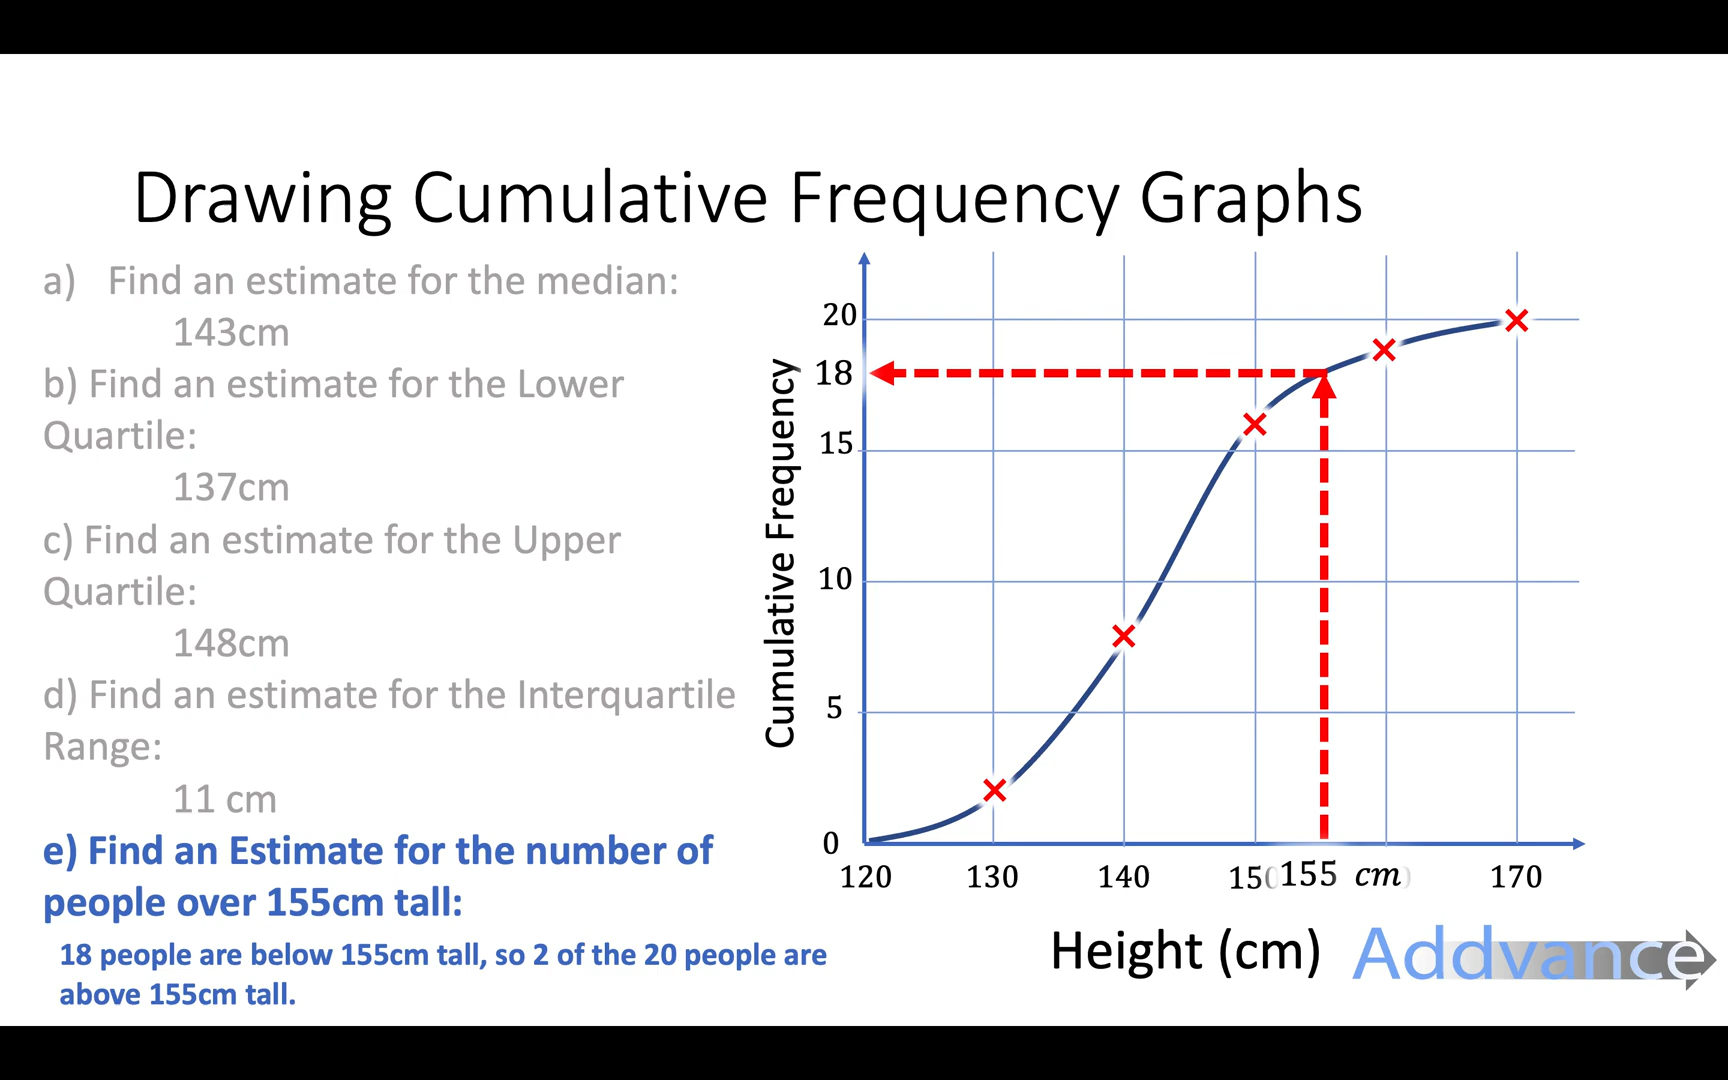 Drawing Cumulative Frequency Graphs
a) Find an estimate for the median:
143cm
b) Find an estimate for the Lower
Quartile:
137cm
c) Find an estimate for the Upper
Quartile:
148cm
d) Find an estimate for the Interquartile
Range:
11 cm
e) Find an Estimate for the number of
people over 155cm tall:
18 people are below 155cm tall, so 2 of the 20 people are
above 155cm tall.
Cumulative Frequency
20
18
15
10
5
0
120 130 140 150 155 cm 170
Height (cm)
Addvance